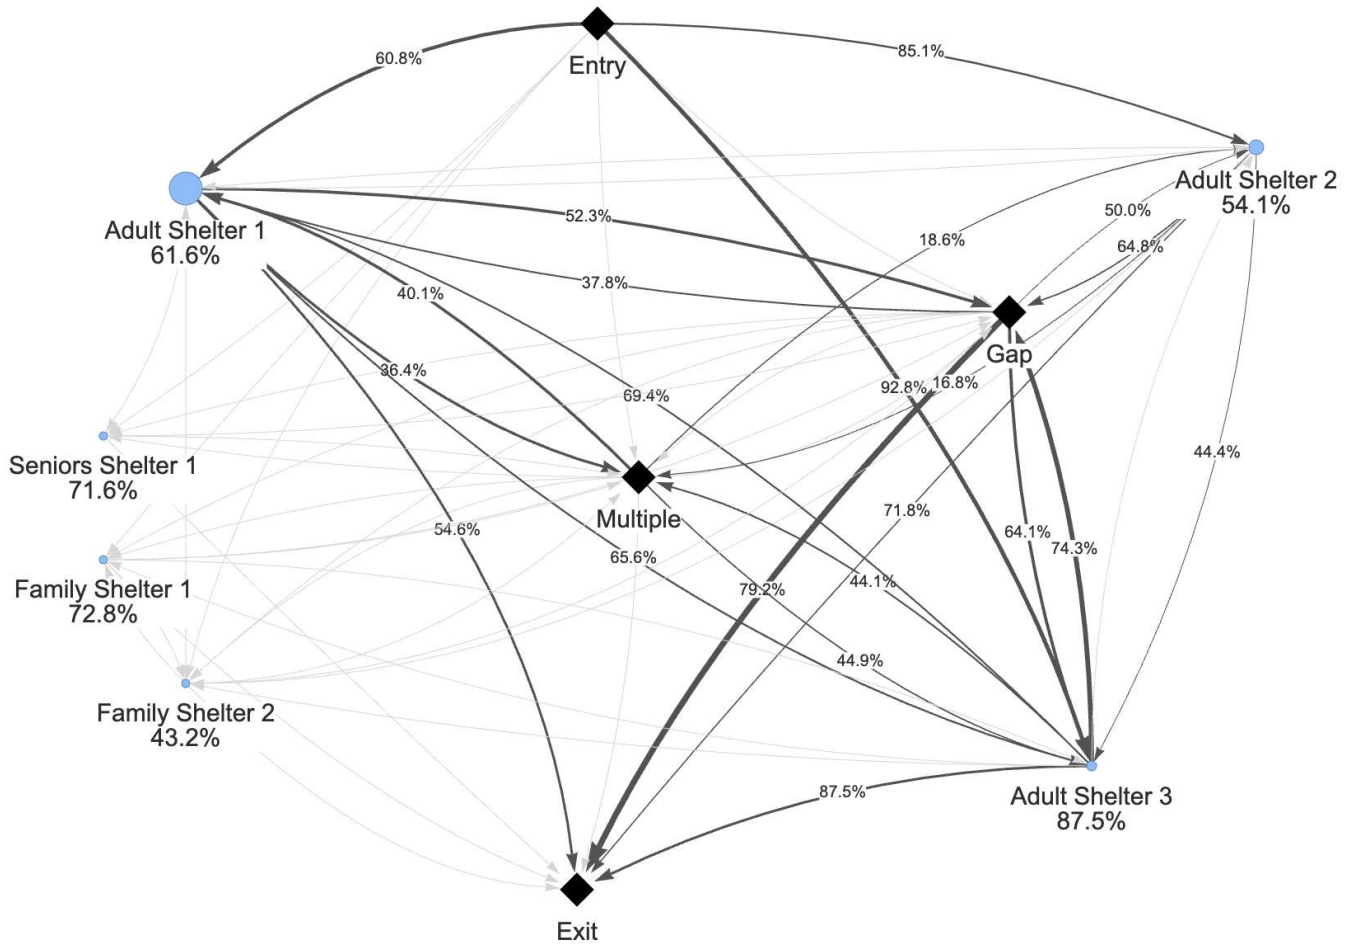 Entry
60.8%
85.1%
Adult Shelter 2
54.1%
50.0%
52.3%
Adult Shelter 1
61.6%
18.6%
64.8%
37.8%
40.1%
Gap
36.4%
92.8%
16.8%
69.4%
44.4%
Seniors Shelter 1
71.6%
Multiple
71.8%
54.6%
64.1%
74.3%
65.6%
Family Shelter 1
72.8%
79.2%
44.1%
44.9%
Family Shelter 2
43.2%
87.5%
Adult Shelter 3
87.5%
Exit